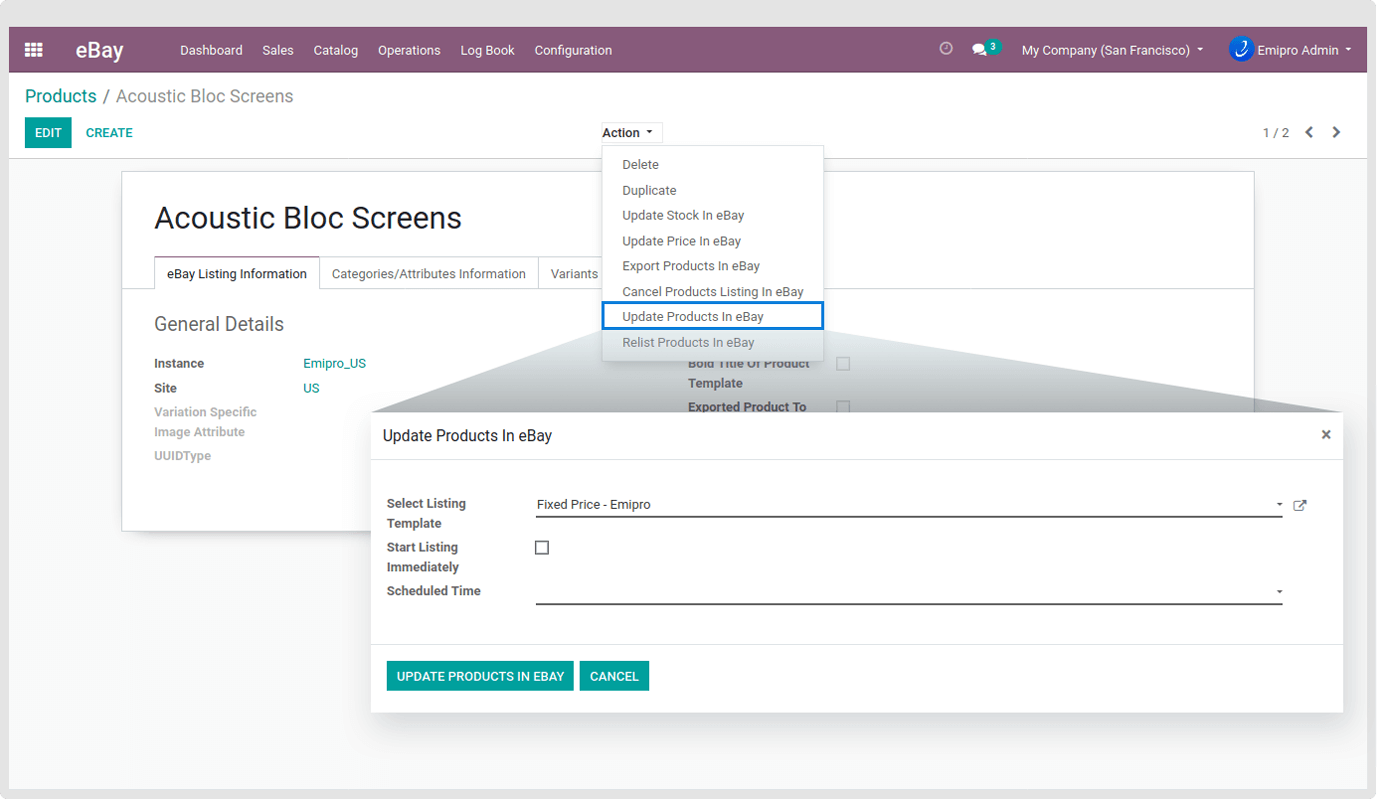 eBay Dashboard Sales Catalog Operations Log Book Configuration 3 My Company (San Francisco) Emipro Admin
Products / Acoustic Bloc Screens
EDIT CREATE Action 1 / 2
Delete
Duplicate
Update Stock In eBay
Update Price In eBay
Export Products In eBay
Cancel Products Listing In eBay
Update Products In eBay
Relist Products In eBay
Acoustic Bloc Screens
eBay Listing Information Categories/Attributes Information Variants
General Details
Instance Emipro_US
Site US
Variation Specific
Image Attribute
UUIDType
Bold Title Of Product
Template
Exported Product To
Update Products In eBay ×
Select Listing
Template
Fixed Price - Emipro
Start Listing
Immediately
Scheduled Time
UPDATE PRODUCTS IN EBAY CANCEL